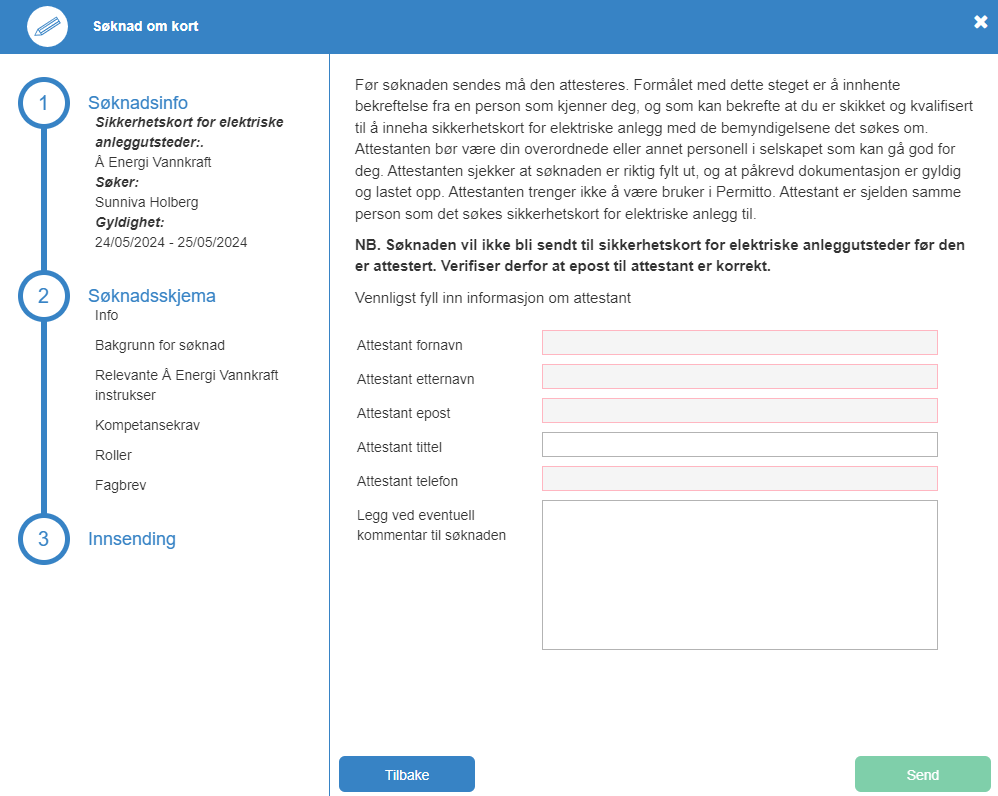 Søknad om kort
1
Søknadsinfo
Sikkerhetskort for elektriske
anleggutsteder:.
Å Energi Vannkraft
Søker:
Sunniva Holberg
Gyldighet:
24/05/2024 - 25/05/2024
2
Søknadsskjema
Info
Bakgrunn for søknad
Relevante Å Energi Vannkraft
instrukser
Kompetansekrav
Roller
Fagbrev
3
Innsending
Før søknaden sendes må den attesteres. Formålet med dette steget er å innhente
bekreftelse fra en person som kjenner deg, og som kan bekrefte at du er skikket og kvalifisert
til å inneha sikkerhetskort for elektriske anlegg med de bemyndigelsene det søkes om.
Attestanten bør være din overordnede eller annet personell i selskapet som kan gå god for
deg. Attestanten sjekker at søknaden er riktig fylt ut, og at påkrevd dokumentasjon er gyldig
og lastet opp. Attestanten trenger ikke å være bruker i Permitto. Attestant er sjelden samme
person som det søkes sikkerhetskort for elektriske anlegg til.
NB. Søknaden vil ikke bli sendt til sikkerhetskort for elektriske anleggutsteder før den
er attestert. Verifiser derfor at epost til attestant er korrekt.
Vennligst fyll inn informasjon om attestant
Attestant fornavn
Attestant etternavn
Attestant epost
Attestant tittel
Attestant telefon
Legg ved eventuell
kommentar til søknaden
Tilbake
Send